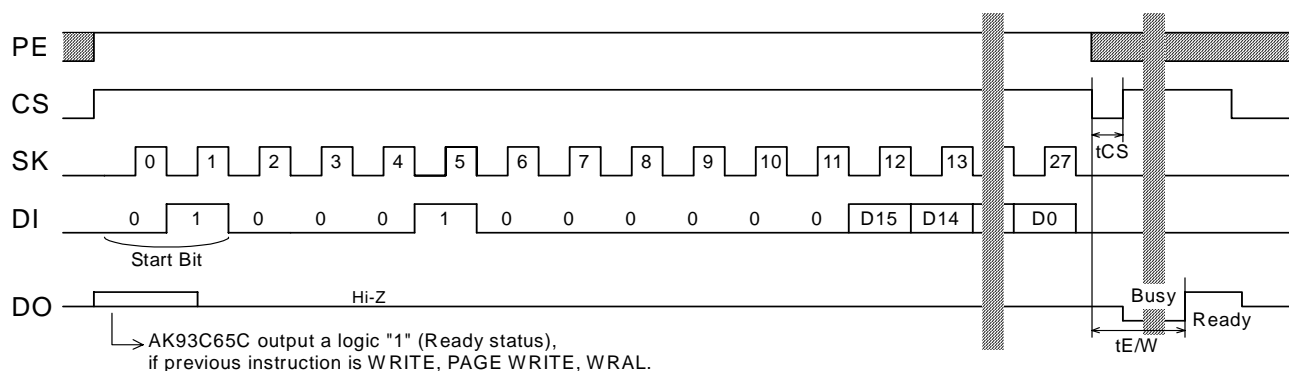 PE
CS
tCS
SK 0 1 2 3 4 5 6 7 8 9 10 11 12 13 27
DI 0 1 0 0 0 1 0 0 0 0 0 0 D15 D14 D0
Start Bit
DO Hi-Z Busy Ready
tE/W
AK93C65C output a logic "1" (Ready status),
if previous instruction is WRITE, PAGE WRITE, WRAL.